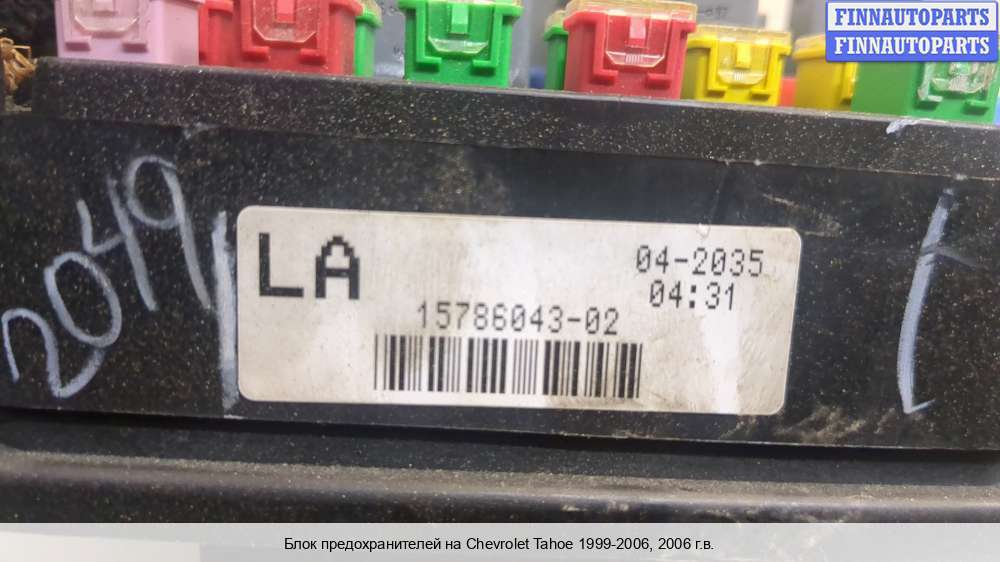 FINNAUTOPARTS
FINNAUTOPARTS
2049
LA
04-2035
04:31
15786043-02
Блок предохранителей на Chevrolet Tahoe 1999-2006, 2006 г.в.